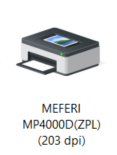 MEFERI
MP4000D(ZPL)
(203 dpi)